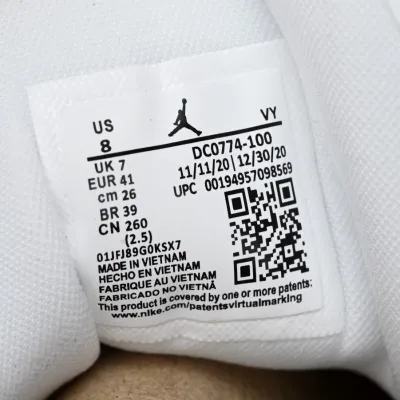 US
8
UK 7
EUR 41
cm 26
BR 39
CN 260
(2.5)
VY
DC0774-100
11/11/20 | 12/30/20
UPC 00194957098569
01JFJ89G0KSX7
MADE IN VIETNAM
HECHO EN VIETNAM
FABRIQUE AU VIETNAM
FABRICADO NO VIETNÃ
This product is covered by one or more patents:
www.nike.com/patentsvirtualmarking